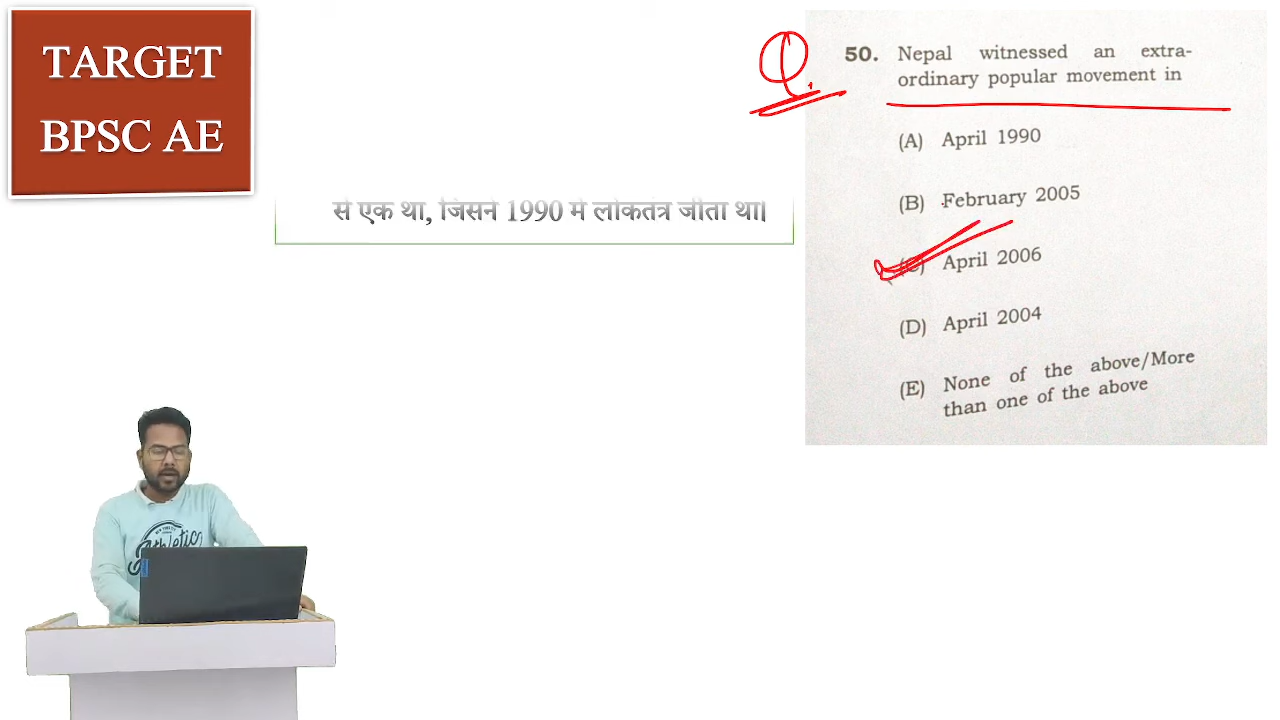 TARGET
BPSC AE
50. Nepal witnessed an extra-
ordinary popular movement in
(A) April 1990
(B) February 2005
(C) April 2006
(D) April 2004
(E) None of the above/More
than one of the above
से एक था, जिसने 1990 में लोकतंत्र जीता था।
Athletic